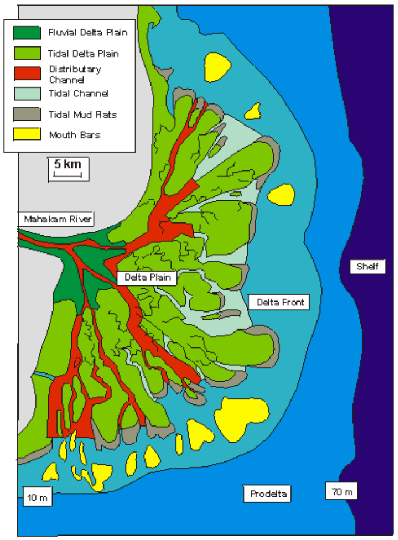 Fluvial Delta Plain
Tidal Delta Plain
Distributary
Channel
Tidal Channel
Tidal Mud Flats
Mouth Bars
5 km
Mahakam River
Delta Plain
Shelf
Delta Front
10 m
Prodelta
70 m